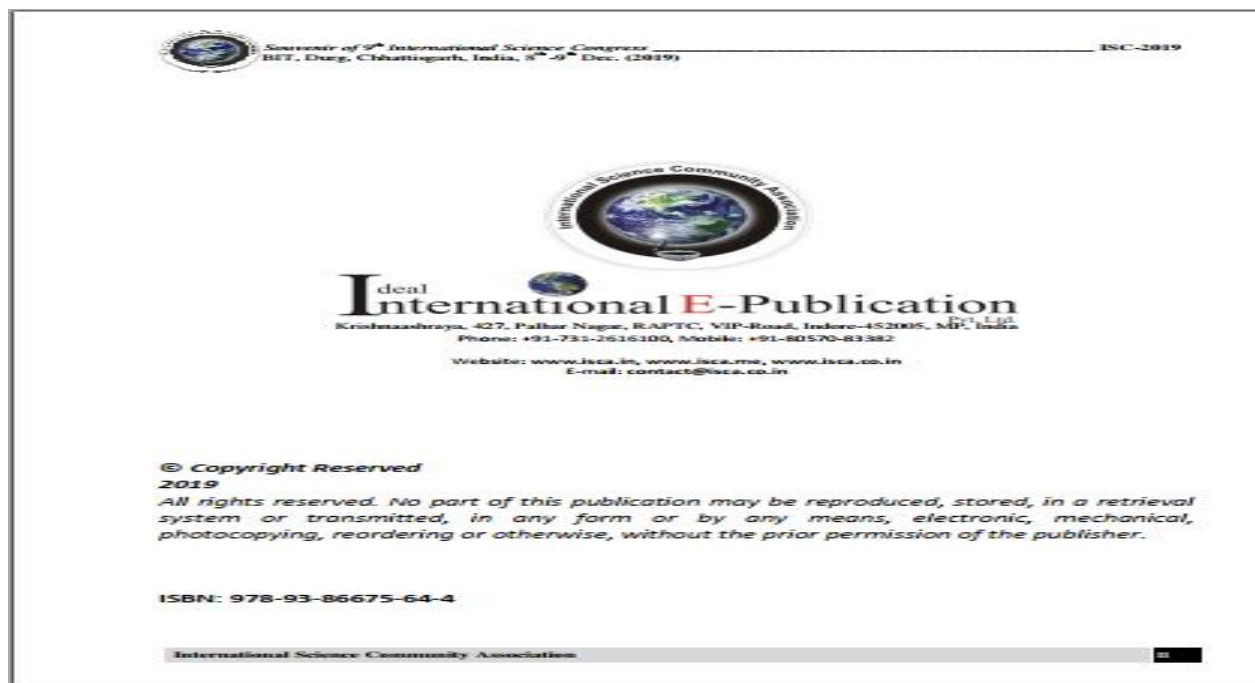 Souvenir of 9th International Science Congress ISC-2019
BIT, Durg, Chhattisgarh, India, 8th -9th Dec. (2019)
International Science Community Association
Ideal
International E-Publication
Pvt. Ltd.
Krishnaashraya, 427, Palhar Nagar, RAPTC, VIP-Road, Indore-452005, MP, India
Phone: +91-731-2616100, Mobile: +91-80570-83382
Website: www.isca.in, www.isca.me, www.isca.co.in
E-mail: contact@isca.co.in
© Copyright Reserved
2019
All rights reserved. No part of this publication may be reproduced, stored, in a retrieval
system or transmitted, in any form or by any means, electronic, mechanical,
photocopying, reordering or otherwise, without the prior permission of the publisher.
ISBN: 978-93-86675-64-4
International Science Community Association